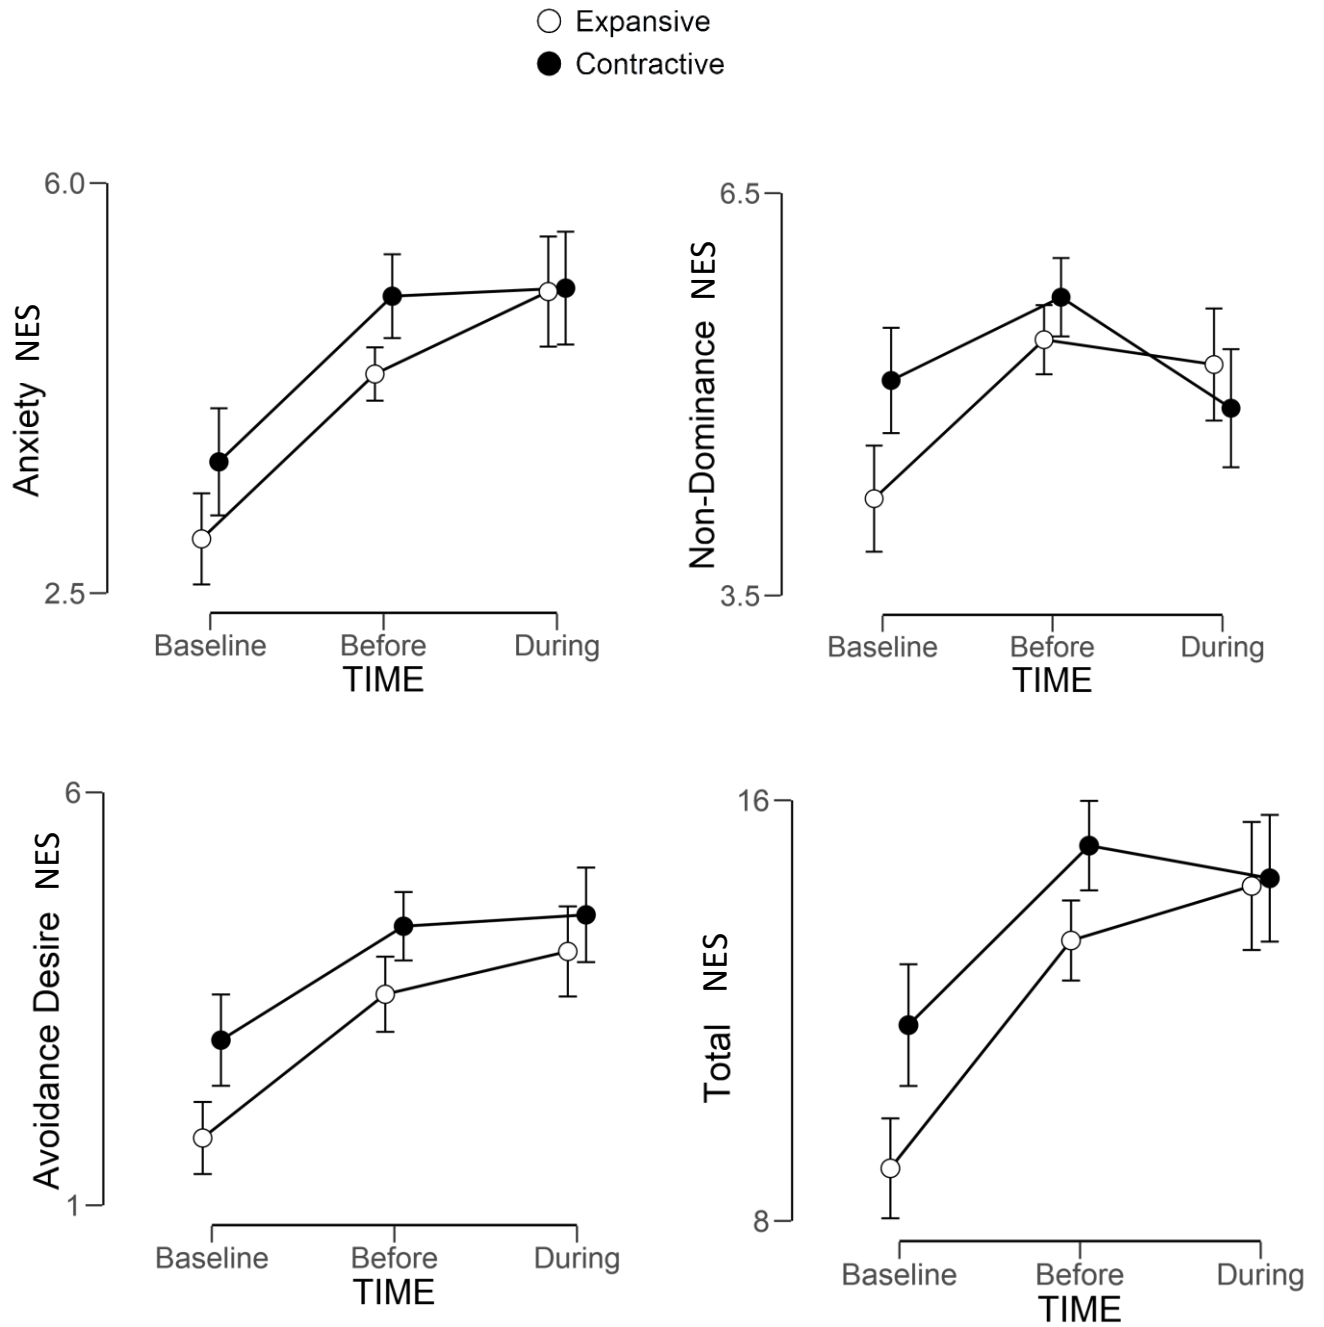 Expansive
Contractive
6.0
Anxiety NES
2.5
Baseline Before During
TIME
6.5
Non-Dominance NES
3.5
Baseline Before During
TIME
6
Avoidance Desire NES
1
Baseline Before During
TIME
16
Total NES
8
Baseline Before During
TIME